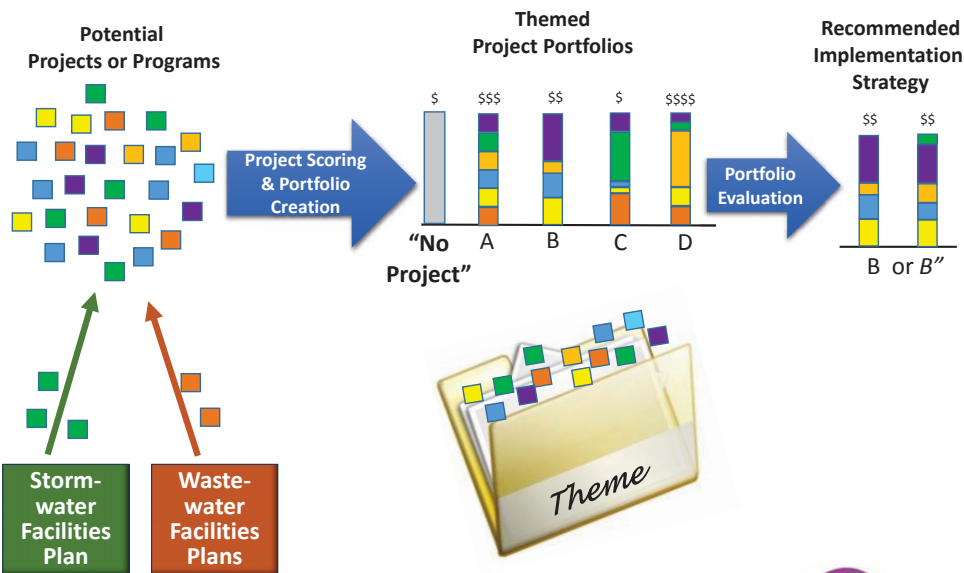 Potential
Projects or Programs
Themed
Project Portfolios
Recommended
Implementation
Strategy
$
$$$
$$
$
$$$$
$$
$$
Project Scoring
& Portfolio
Creation
Portfolio
Evaluation
“No
Project”
A
B
C
D
B or B”
Theme
Storm-
water
Facilities
Plan
Waste-
water
Facilities
Plans